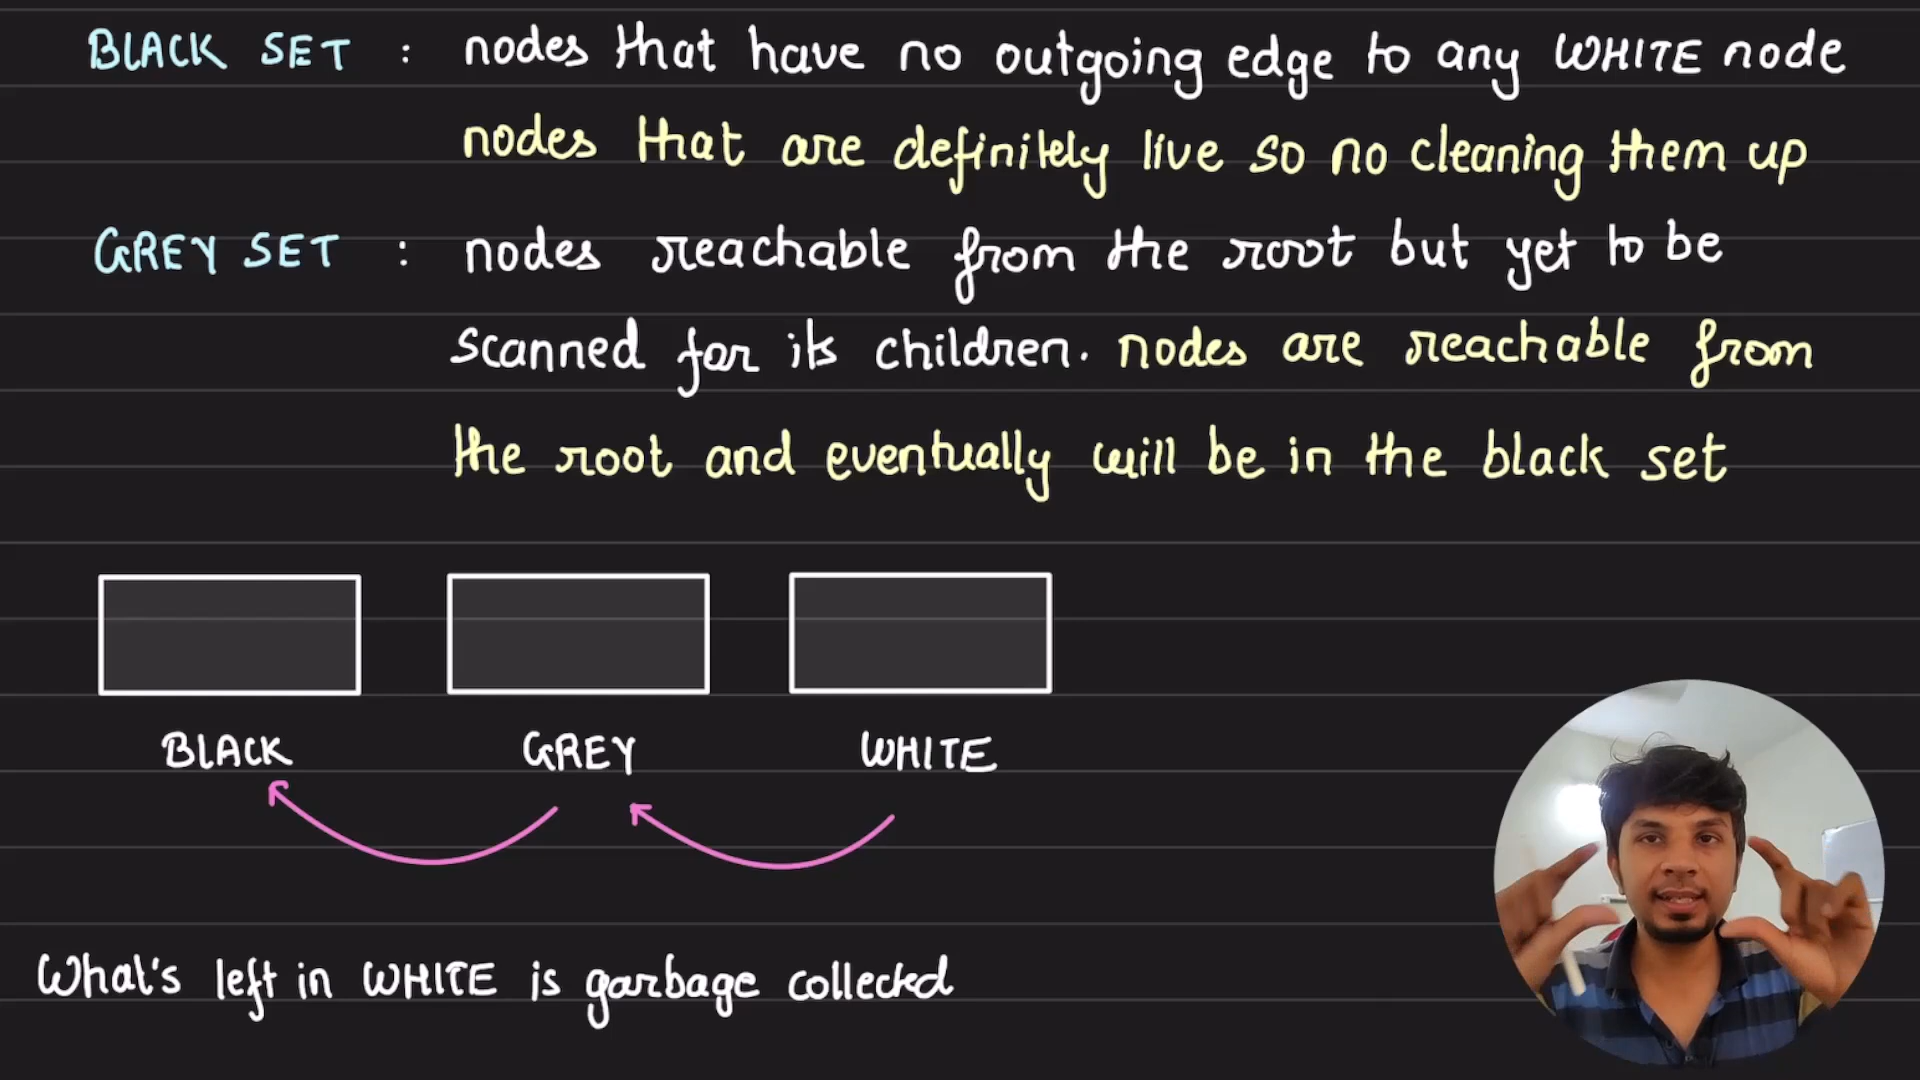 BLACK SET : nodes that have no outgoing edge to any WHITE node
nodes that are definitely live so no cleaning them up
GREY SET : nodes reachable from the root but yet to be
scanned for its children. nodes are reachable from
the root and eventually will be in the black set
BLACK GREY WHITE
What's left in WHITE is garbage collected